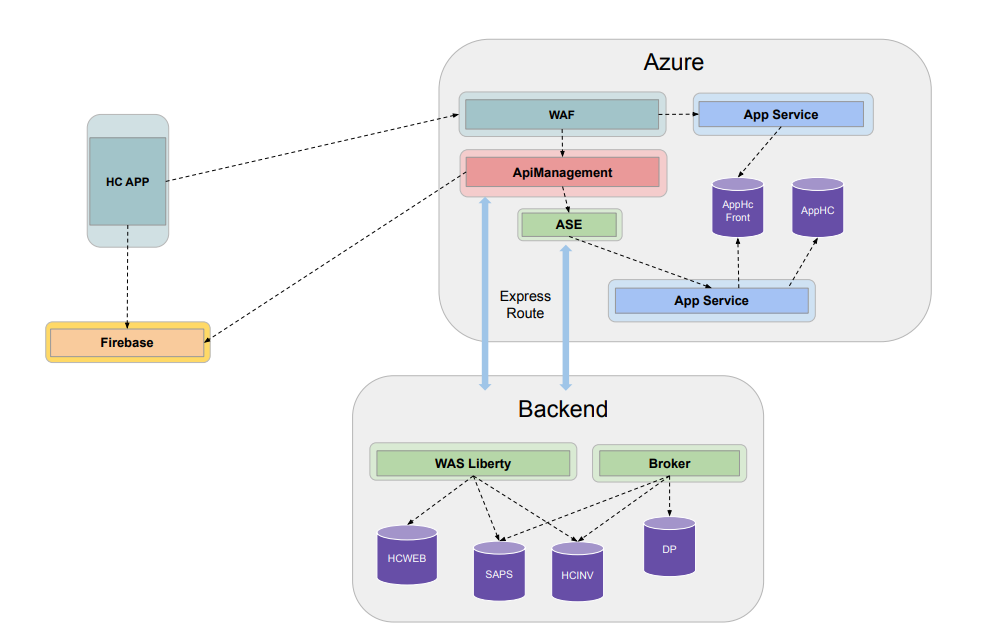 Azure
WAF
App Service
HC APP
ApiManagement
AppHc
Front
AppHC
ASE
Express
Route
App Service
Firebase
Backend
WAS Liberty
Broker
HCWEB
SAPS
HCINV
DP